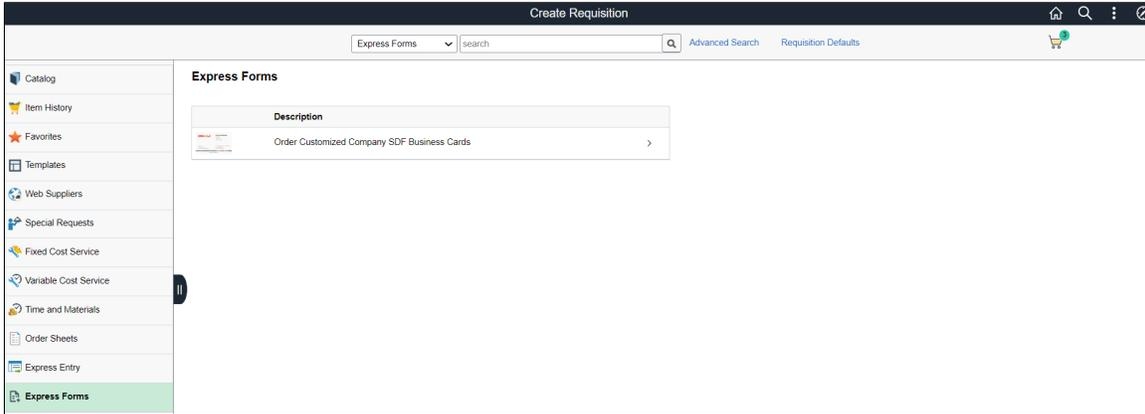 Create Requisition
Express Forms search Advanced Search Requisition Defaults 3
Catalog
Item History
Favorites
Templates
Web Suppliers
Special Requests
Fixed Cost Service
Variable Cost Service
Time and Materials
Order Sheets
Express Entry
Express Forms
Express Forms
Description
Order Customized Company SDF Business Cards